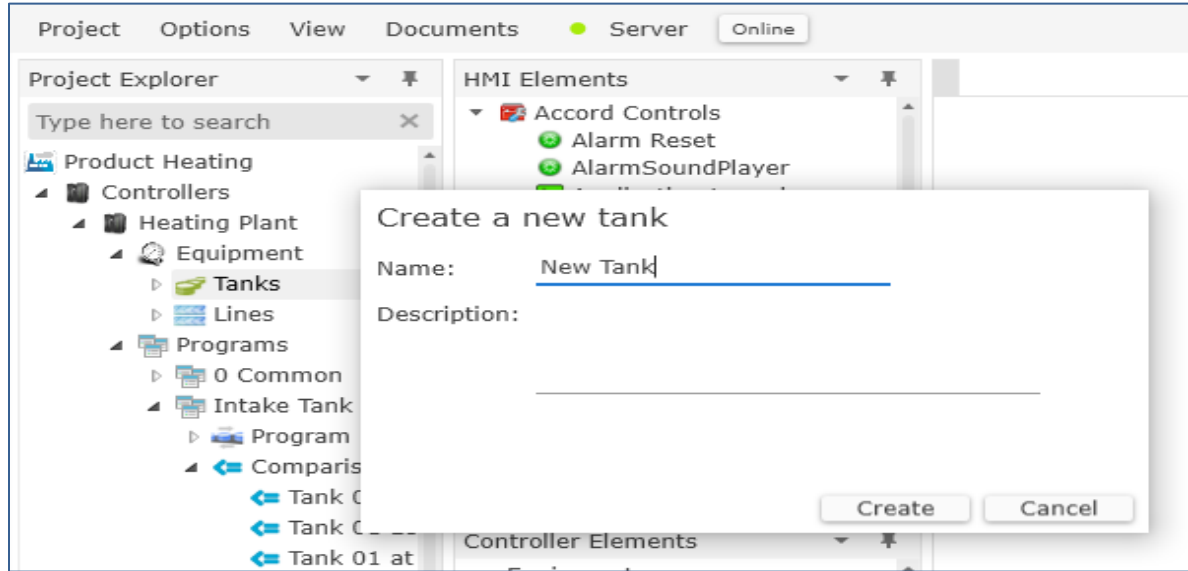 Project Options View Documents Server Online
Project Explorer
Type here to search
Product Heating
Controllers
Heating Plant
Equipment
Tanks
Lines
Programs
0 Common
Intake Tank
Program
Tank
Tank
Tank 01 at
HMI Elements
Accord Controls
Alarm Reset
AlarmSoundPlayer
Create a new tank
Name: New Tank
Description:
Create Cancel
Controller Elements